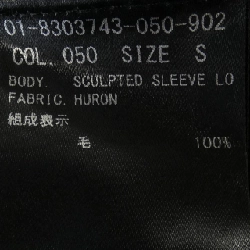 01-8303743-050-902
COL. 050 SIZE S
BODY. SCULPTED SLEEVE LO
FABRIC. HURON
組成表示
毛 100%